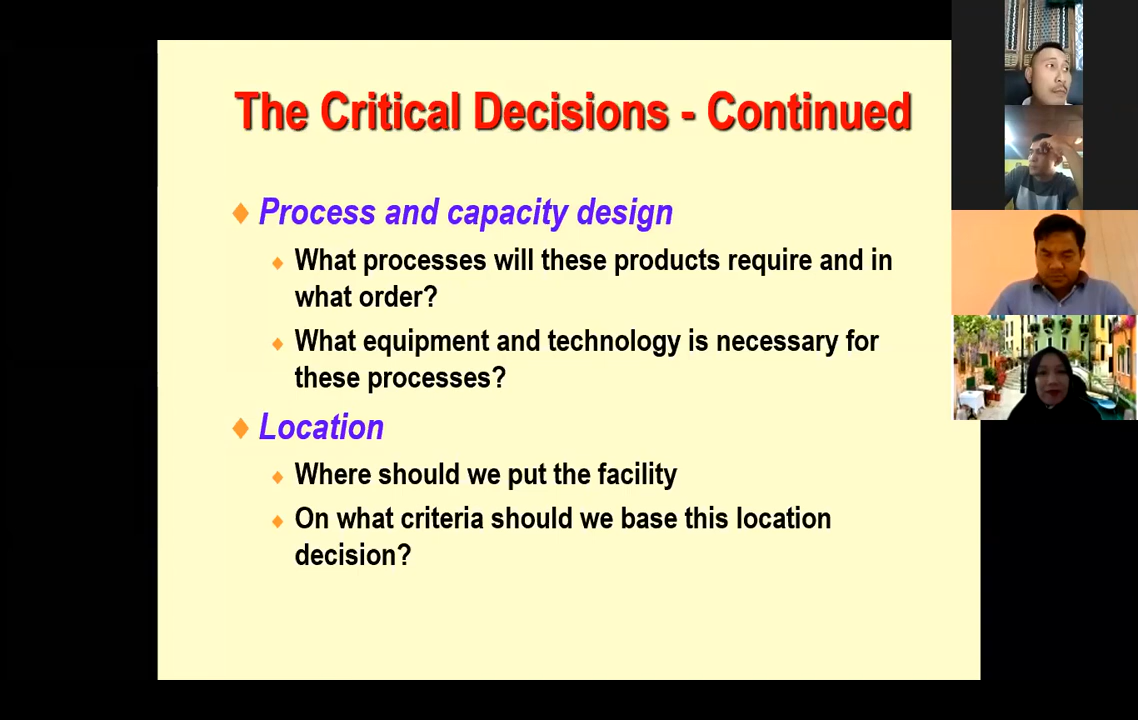 The Critical Decisions - Continued
Process and capacity design
What processes will these products require and in
what order?
What equipment and technology is necessary for
these processes?
Location
Where should we put the facility
On what criteria should we base this location
decision?